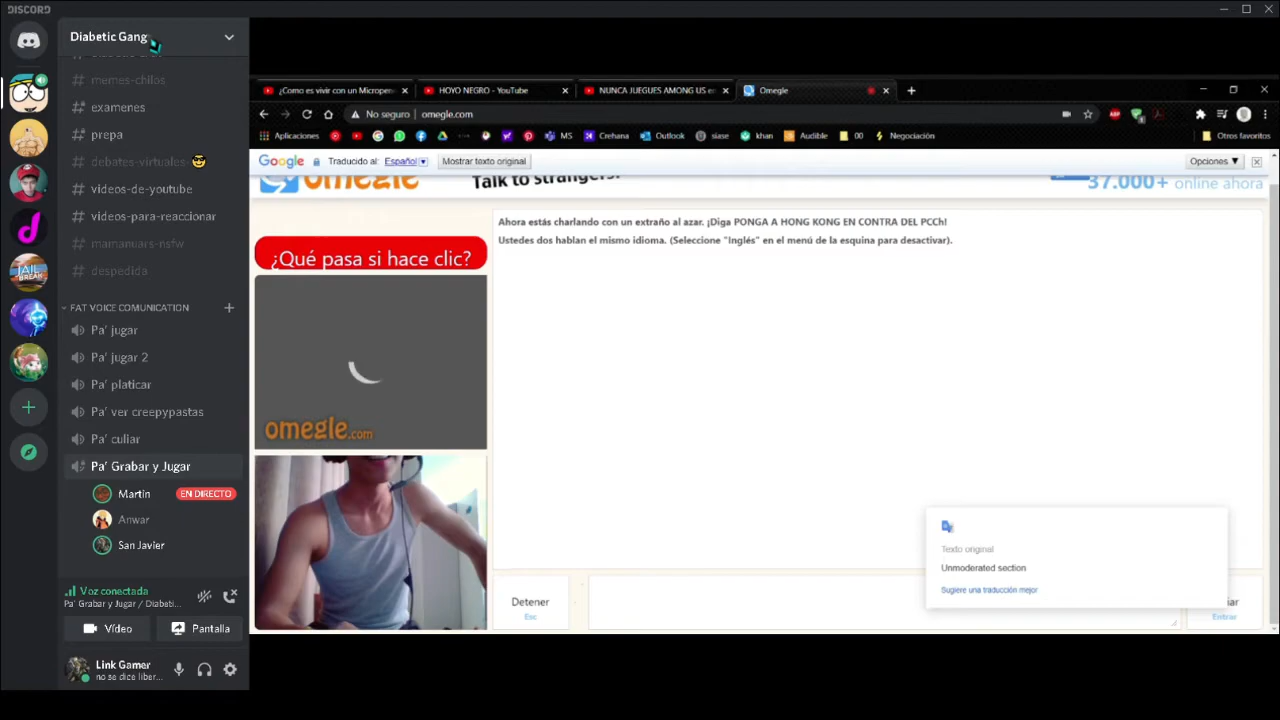 DISCORD
Diabetic Gang
# memes-chilos
# examenes
# prepa
# debates-virtuales-😎
# videos-de-youtube
# videos-para-reaccionar
# mamanuars-nsfw
# despedida
FAT VOICE COMUNICATION
Pa' jugar
Pa' jugar 2
Pa' platicar
Pa' ver creepypastas
Pa' culiar
Pa' Grabar y Jugar
Martin EN DIRECTO
Anwar
San Javier
Voz conectada
Pa' Grabar y Jugar / Diabeti...
Vídeo Pantalla
Link Gamer
no se dice liber...
¿Como es vivir con un Microper HOYO NEGRO - YouTube NUNCA JUEGUES AMONG US e Omegle
No seguro omegle.com
Aplicaciones MS Crehana Outlook siase khan Audible 00 Negociación Otros favoritos
Google Traducido al: Español Mostrar texto original Opciones ▼
omegle Talk to strangers! 37.000+ online ahora
Ahora estás charlando con un extraño al azar. ¡Diga PONGA A HONG KONG EN CONTRA DEL PCCh!
Ustedes dos hablan el mismo idioma. (Seleccione "Inglés" en el menú de la esquina para desactivar).
¿Qué pasa si hace clic?
omegle.com
Texto original
Unmoderated section
Sugiere una traducción mejor
Detener
Esc
iar
Entrar